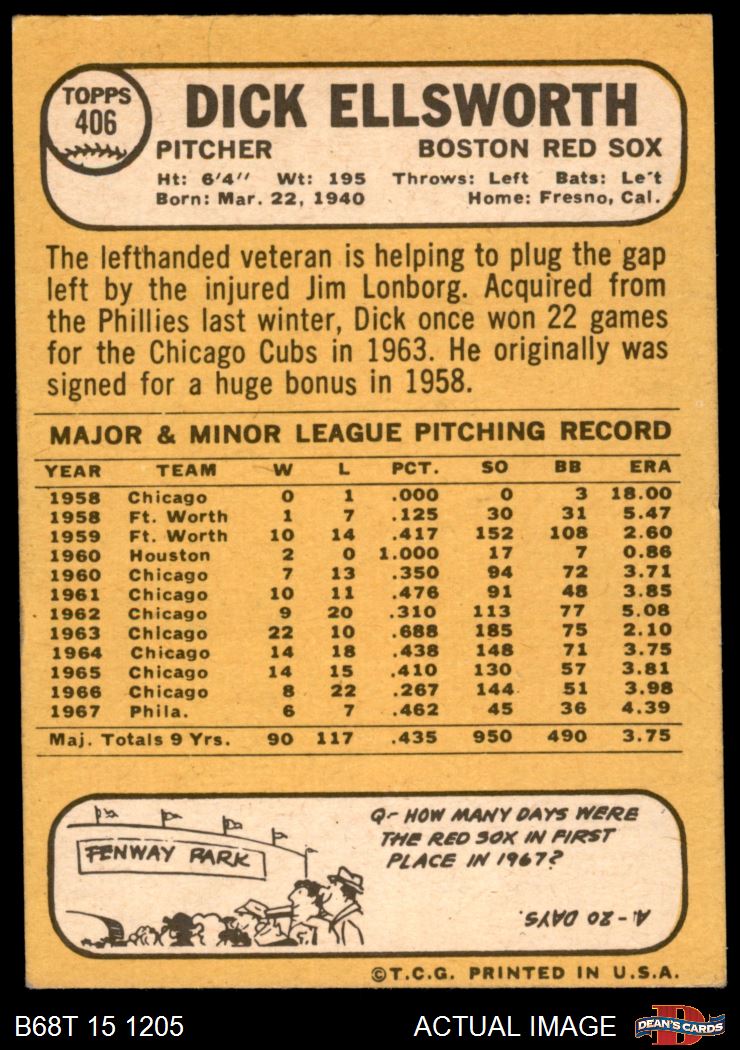 TOPPS
406
DICK ELLSWORTH
PITCHER BOSTON RED SOX
Ht: 6'4" Wt: 195 Throws: Left Bats: Le't
Born: Mar. 22, 1940 Home: Fresno, Cal.
The lefthanded veteran is helping to plug the gap
left by the injured Jim Lonborg. Acquired from
the Phillies last winter, Dick once won 22 games
for the Chicago Cubs in 1963. He originally was
signed for a huge bonus in 1958.
MAJOR & MINOR LEAGUE PITCHING RECORD
YEAR TEAM W L PCT. SO BB ERA
1958 Chicago 0 1 .000 0 3 18.00
1958 Ft. Worth 1 7 .125 30 31 5.47
1959 Ft. Worth 10 14 .417 152 108 2.60
1960 Houston 2 0 1.000 17 7 0.86
1960 Chicago 7 13 .350 94 72 3.71
1961 Chicago 10 11 .476 91 48 3.85
1962 Chicago 9 20 .310 113 77 5.08
1963 Chicago 22 10 .688 185 75 2.10
1964 Chicago 14 18 .438 148 71 3.75
1965 Chicago 14 15 .410 130 57 3.81
1966 Chicago 8 22 .267 144 51 3.98
1967 Phila. 6 7 .462 45 36 4.39
Maj. Totals 9 Yrs. 90 117 .435 950 490 3.75
FENWAY PARK
Q- HOW MANY DAYS WERE
THE RED SOX IN FIRST
PLACE IN 1967?
A-20 DAYS.
©T.C.G. PRINTED IN U.S.A.
B68T 15 1205 ACTUAL IMAGE
D
DEAN'S CARDS